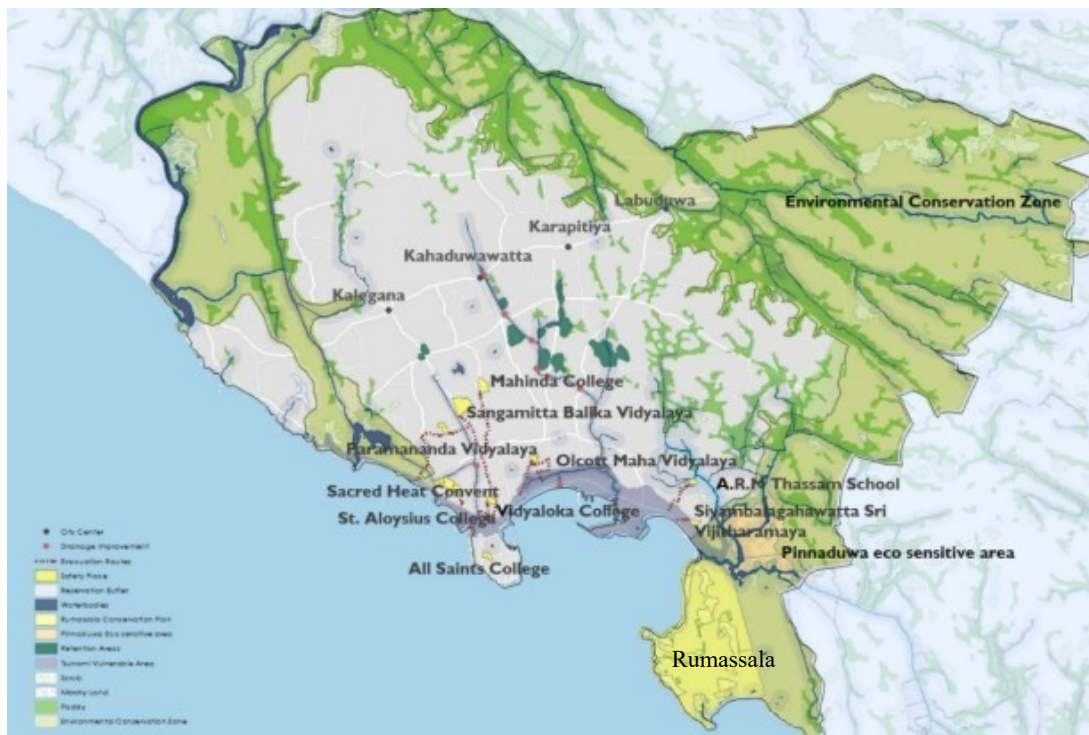 Labuduwa
Environmental Conservation Zone
Karapitiya
Kahaduwawatta
Kalegana
Mahinda College
Sangamitta Balika Vidyalaya
Paramananda Vidyalaya
Olcott Maha Vidyalaya
A.R.M Thassam School
Sacred Heat Convent
Vidyaloka College
Siyambalagahawatta Sri
Vijitharamaya
St. Aloysius College
Pinnaduwa eco sensitive area
All Saints College
Rumassala
City Center
Drainage Improvement
Evacuation Routes
Safety Place
Reservation Buffer
Waterbodies
Rumassala Conservation Plan
Pinnaduwa Eco sensitive area
Retention Areas
Tsunami Vulnerable Area
Scrub
Marshy Land
Paddy
Environmental Conservation Zone